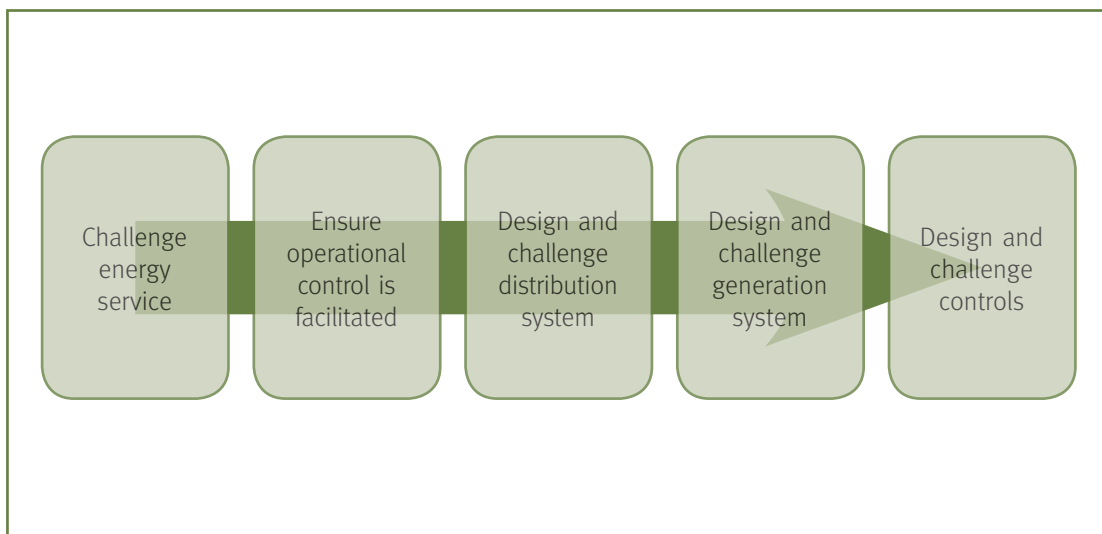 Challenge
energy
service
Ensure
operational
control is
facilitated
Design and
challenge
distribution
system
Design and
challenge
generation
system
Design and
challenge
controls